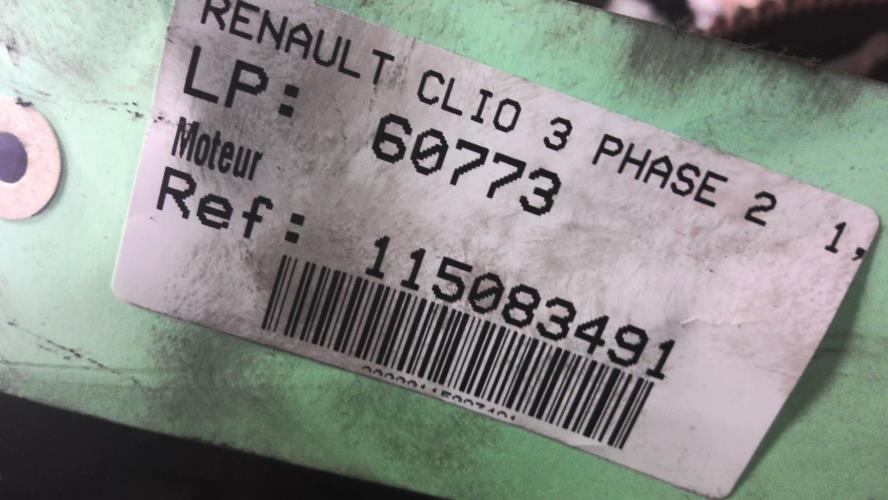 RENAULT CLIO 3 PHASE 2 1,
LP: 60773
Moteur
Ref: 115083491